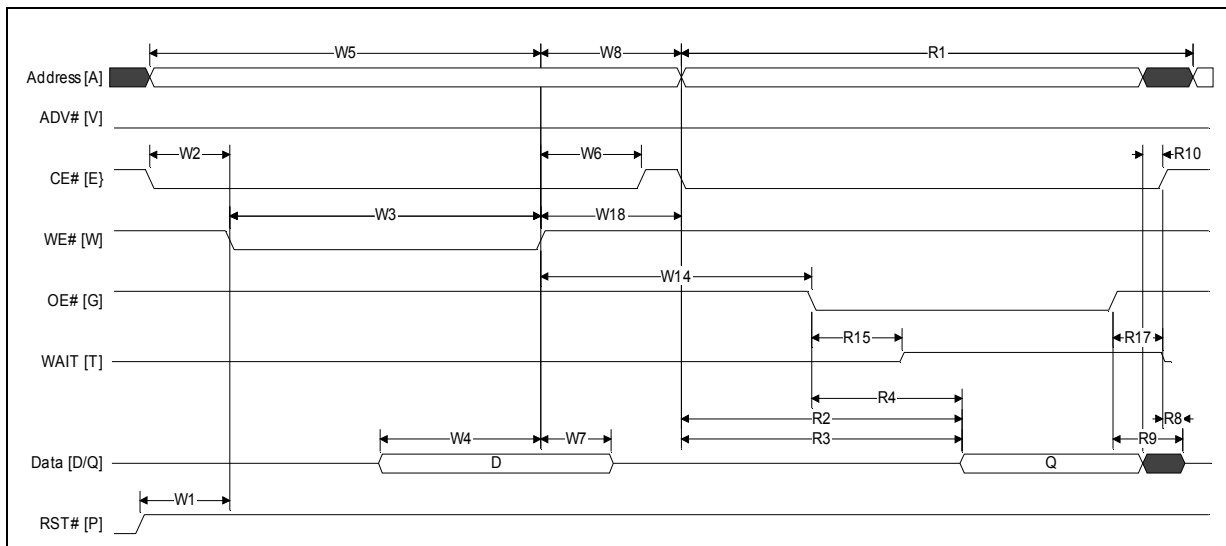 W5 W8 R1
Address [A]
ADV# [V]
W2 W6 R10
CE# [E}
W3 W18
WE# [W]
W14
OE# [G]
R15 R17
WAIT [T]
R4
R2 R8
R3
W4 W7 R9
Data [D/Q] D Q
W1
RST# [P]